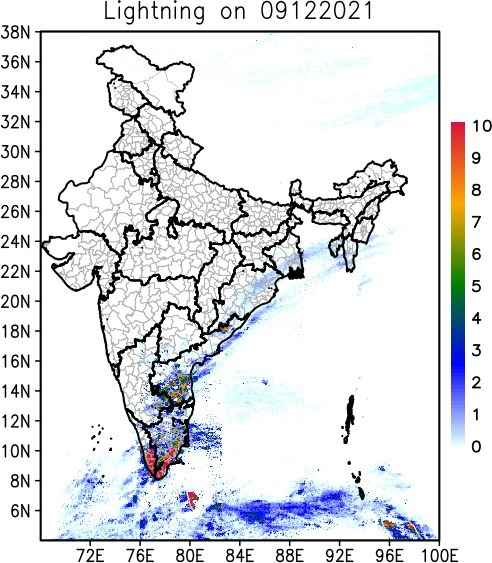 Lightning on 09122021
38N
36N
34N
32N
30N
28N
26N
24N
22N
20N
18N
16N
14N
12N
10N
8N
6N
72E 76E 80E 84E 88E 92E 96E 100E
10
9
8
7
6
5
4
3
2
1
0